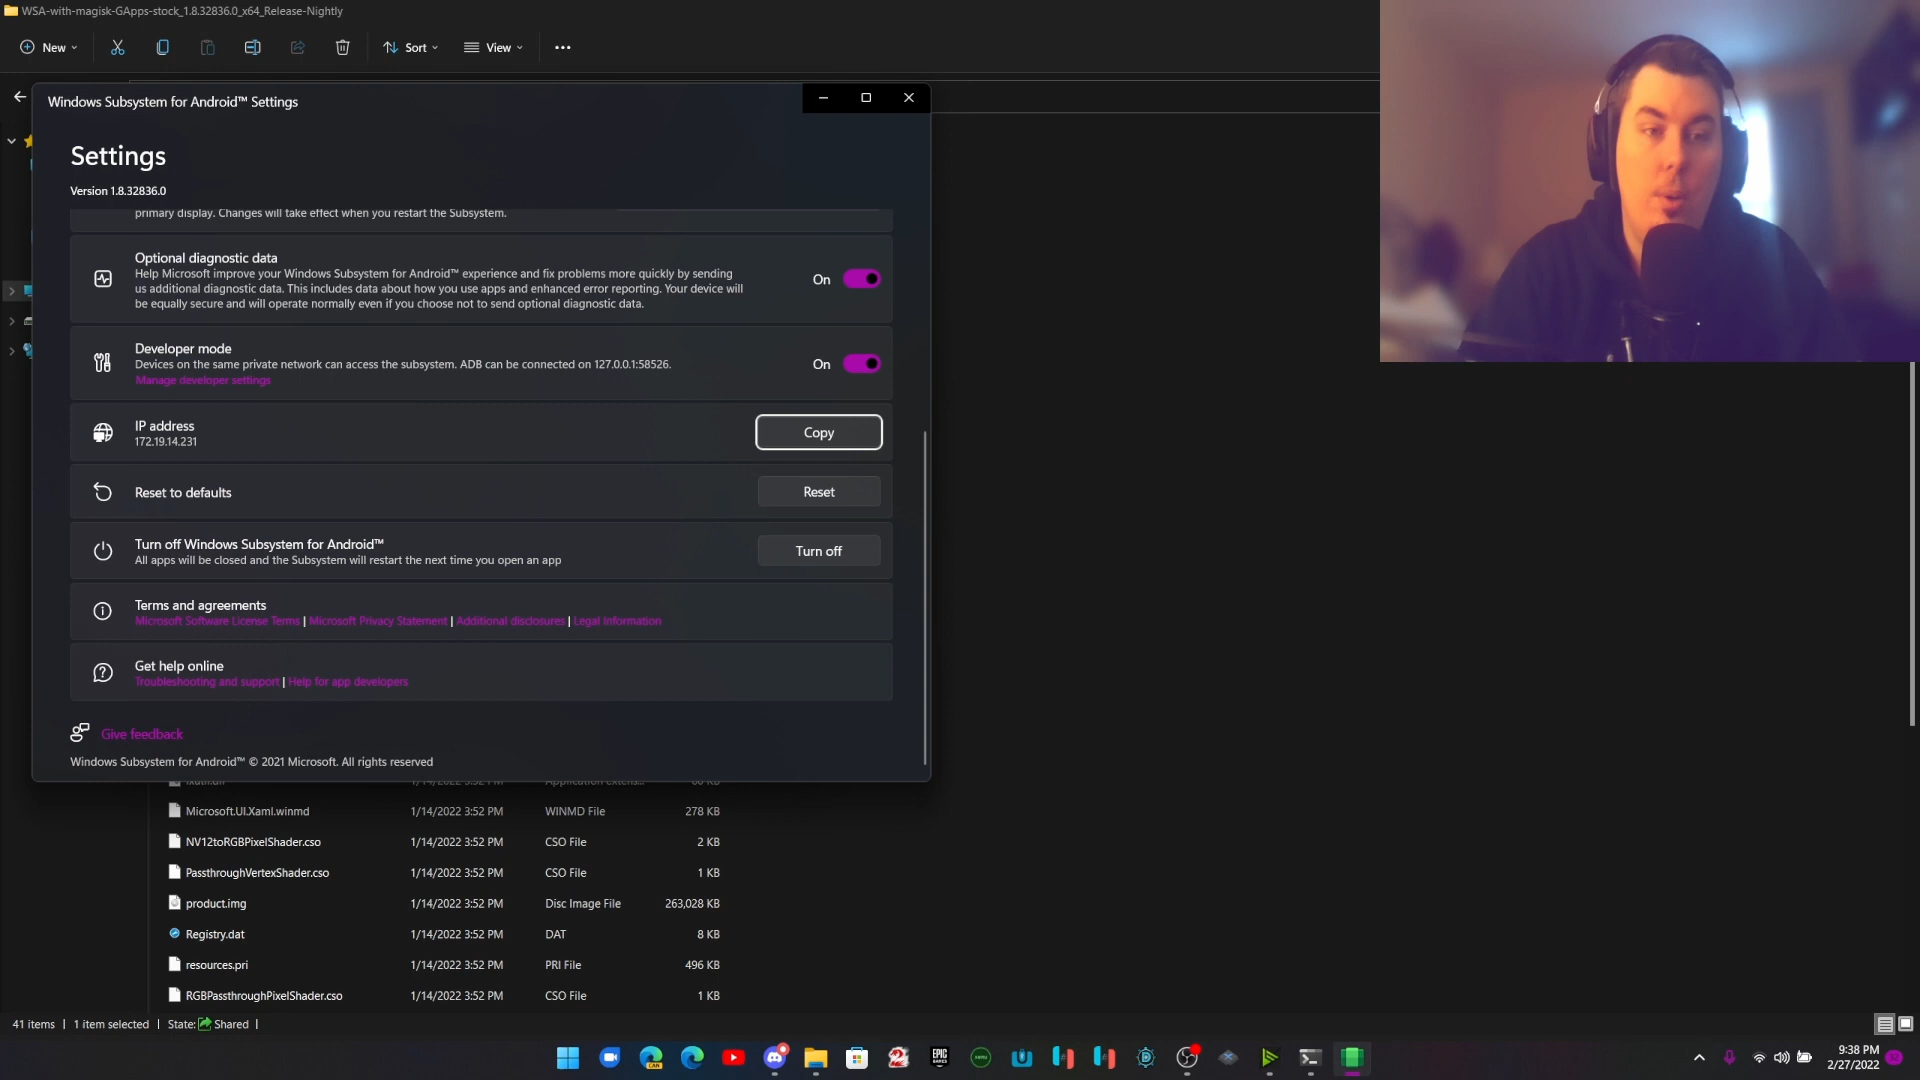 WSA-with-magisk-GApps-stock_1.8.32836.0_x64_Release-Nightly
New
Sort
View
Windows Subsystem for Android™ Settings
Settings
Version 1.8.32836.0
primary display. Changes will take effect when you restart the Subsystem.
Optional diagnostic data
Help Microsoft improve your Windows Subsystem for Android™ experience and fix problems more quickly by sending
us additional diagnostic data. This includes data about how you use apps and enhanced error reporting. Your device will
be equally secure and will operate normally even if you choose not to send optional diagnostic data.
On
Developer mode
Devices on the same private network can access the subsystem. ADB can be connected on 127.0.0.1:58526.
Manage developer settings
On
IP address
172.19.14.231
Copy
Reset to defaults
Reset
Turn off Windows Subsystem for Android™
All apps will be closed and the Subsystem will restart the next time you open an app
Turn off
Terms and agreements
Microsoft Software License Terms | Microsoft Privacy Statement | Additional disclosures | Legal Information
Get help online
Troubleshooting and support | Help for app developers
Give feedback
Windows Subsystem for Android™ © 2021 Microsoft. All rights reserved
Microsoft.UI.Xaml.winmd 1/14/2022 3:52 PM WINMD File 278 KB
NV12toRGBPixelShader.cso 1/14/2022 3:52 PM CSO File 2 KB
PassthroughVertexShader.cso 1/14/2022 3:52 PM CSO File 1 KB
product.img 1/14/2022 3:52 PM Disc Image File 263,028 KB
Registry.dat 1/14/2022 3:52 PM DAT 8 KB
resources.pri 1/14/2022 3:52 PM PRI File 496 KB
RGBPassthroughPixelShader.cso 1/14/2022 3:52 PM CSO File 1 KB
41 items | 1 item selected | State: Shared |
CAN
EPIC
9:38 PM
2/27/2022